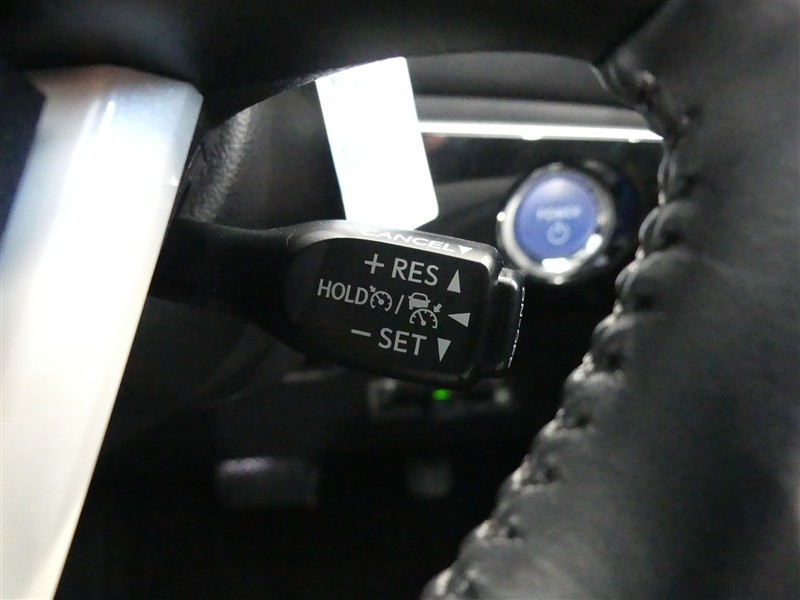 CANCEL▼
+ RES ▲
HOLD / ◀
− SET ▼
POWER